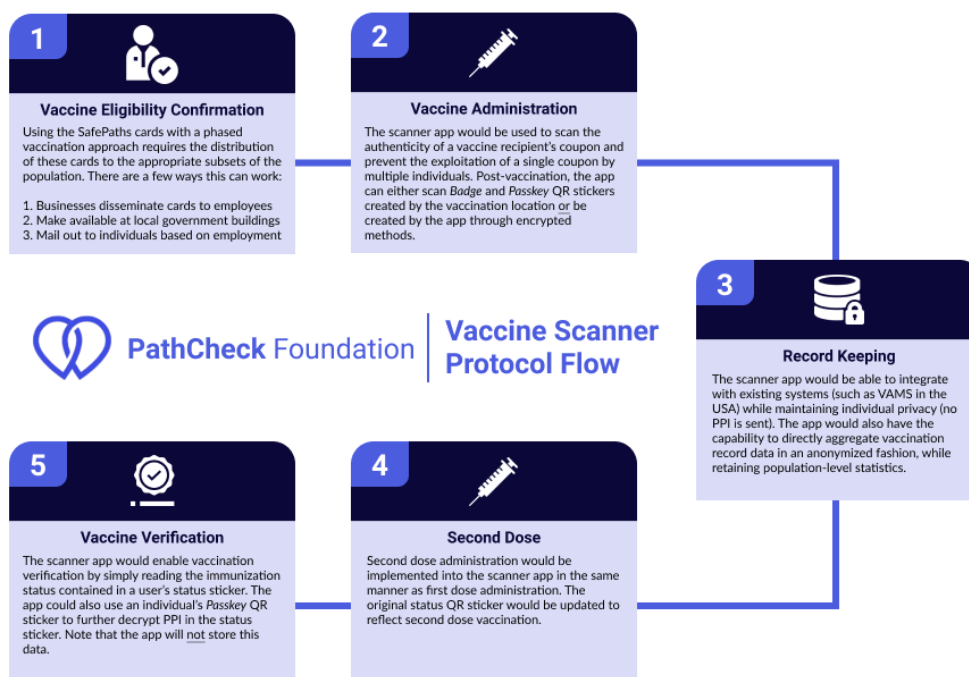 1
Vaccine Eligibility Confirmation
Using the SafePaths cards with a phased
vaccination approach requires the distribution
of these cards to the appropriate subsets of the
population. There are a few ways this can work:
1. Businesses disseminate cards to employees
2. Make available at local government buildings
3. Mail out to individuals based on employment
2
Vaccine Administration
The scanner app would be used to scan the
authenticity of a vaccine recipient's coupon and
prevent the exploitation of a single coupon by
multiple individuals. Post-vaccination, the app
can either scan Badge and Passkey QR stickers
created by the vaccination location or be
created by the app through encrypted
methods.
3
Record Keeping
The scanner app would be able to integrate
with existing systems (such as VAMS in the
USA) while maintaining individual privacy (no
PPI is sent). The app would also have the
capability to directly aggregate vaccination
record data in an anonymized fashion, while
retaining population-level statistics.
PathCheck Foundation
Vaccine Scanner
Protocol Flow
4
Second Dose
Second dose administration would be
implemented into the scanner app in the same
manner as first dose administration. The
original status QR sticker would be updated to
reflect second dose vaccination.
5
Vaccine Verification
The scanner app would enable vaccination
verification by simply reading the immunization
status contained in a user's status sticker. The
app could also use an individual's Passkey QR
sticker to further decrypt PPI in the status
sticker. Note that the app will not store this
data.